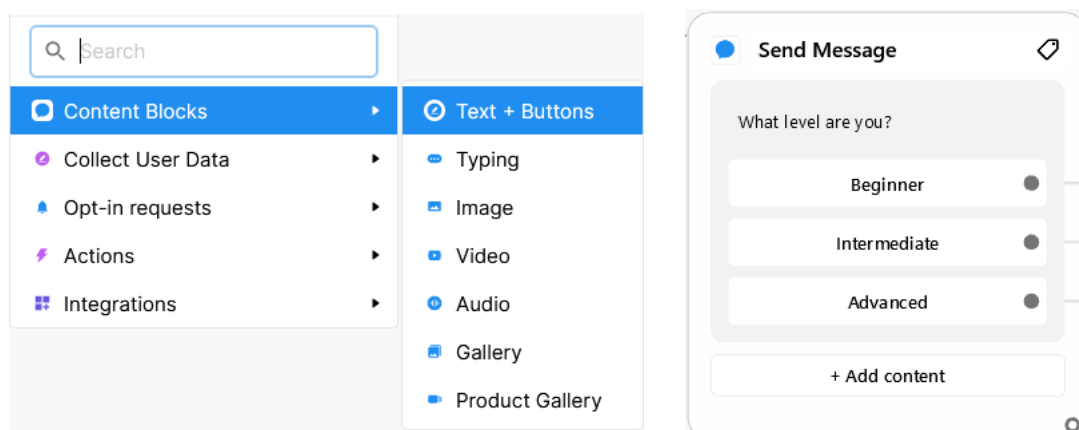 Search
Content Blocks
Collect User Data
Opt-in requests
Actions
Integrations
Text + Buttons
Typing
Image
Video
Audio
Gallery
Product Gallery
Send Message
What level are you?
Beginner
Intermediate
Advanced
+ Add content